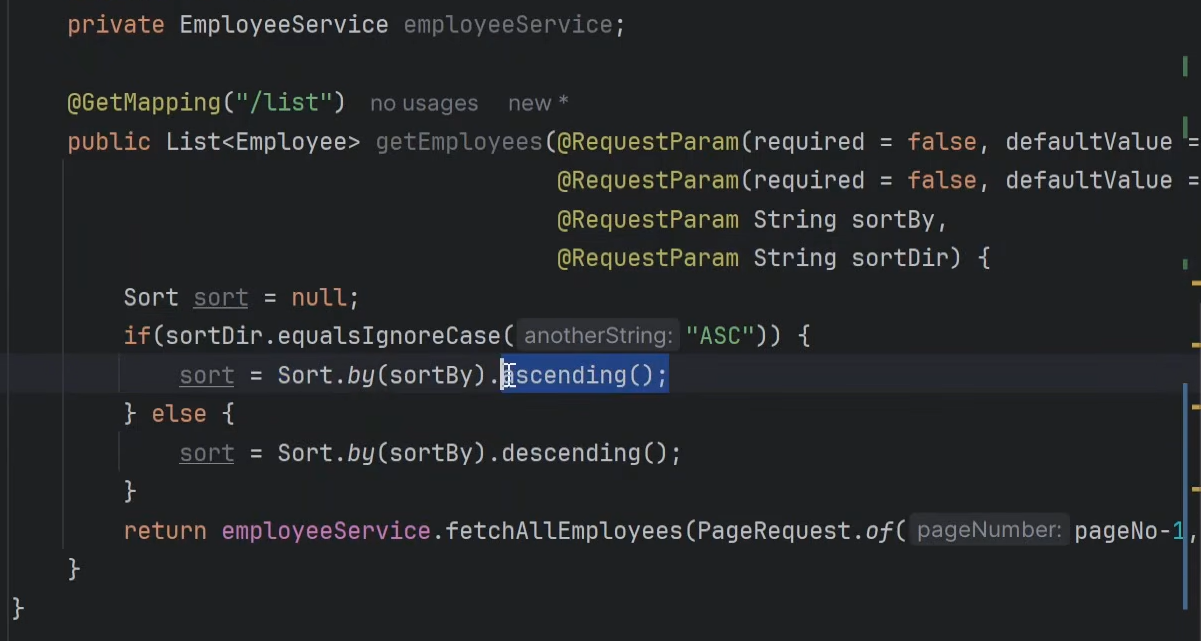 private EmployeeService employeeService;
@GetMapping("/list") no usages new *
public List<Employee> getEmployees(@RequestParam(required = false, defaultValue =
@RequestParam(required = false, defaultValue =
@RequestParam String sortBy,
@RequestParam String sortDir) {
Sort sort = null;
if(sortDir.equalsIgnoreCase( anotherString: "ASC")) {
sort = Sort.by(sortBy).ascending();
} else {
sort = Sort.by(sortBy).descending();
}
return employeeService.fetchAllEmployees(PageRequest.of( pageNumber: pageNo-1,
}
}